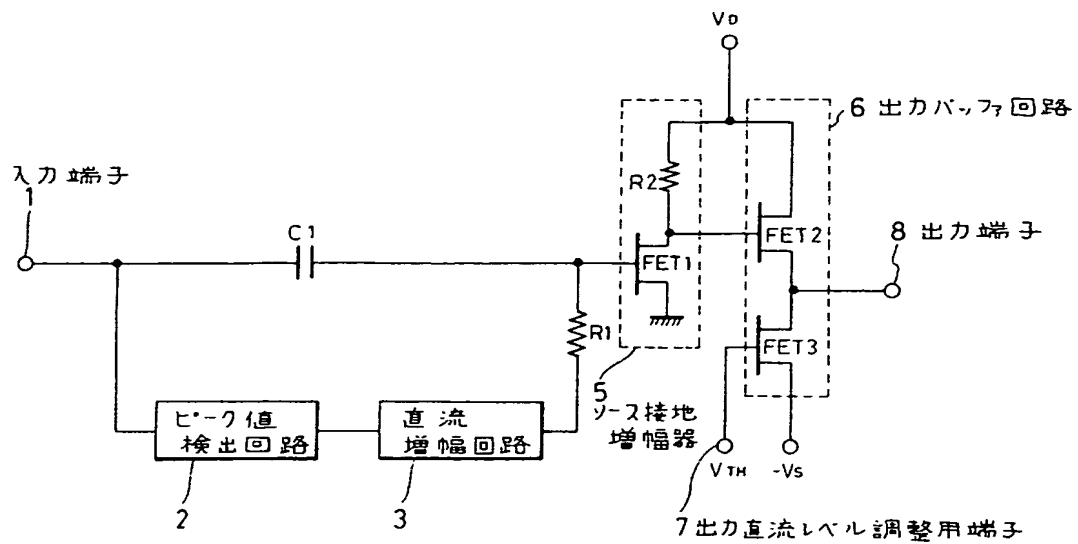 VD
6 出力バッファ回路
入力端子
1
C1
R2
FET1
FET2
8 出力端子
R1
FET3
5
ソース接地
増幅器
ピーク値
検出回路
直流
増幅回路
2
3
VTH
-VS
7 出力直流レベル調整用端子